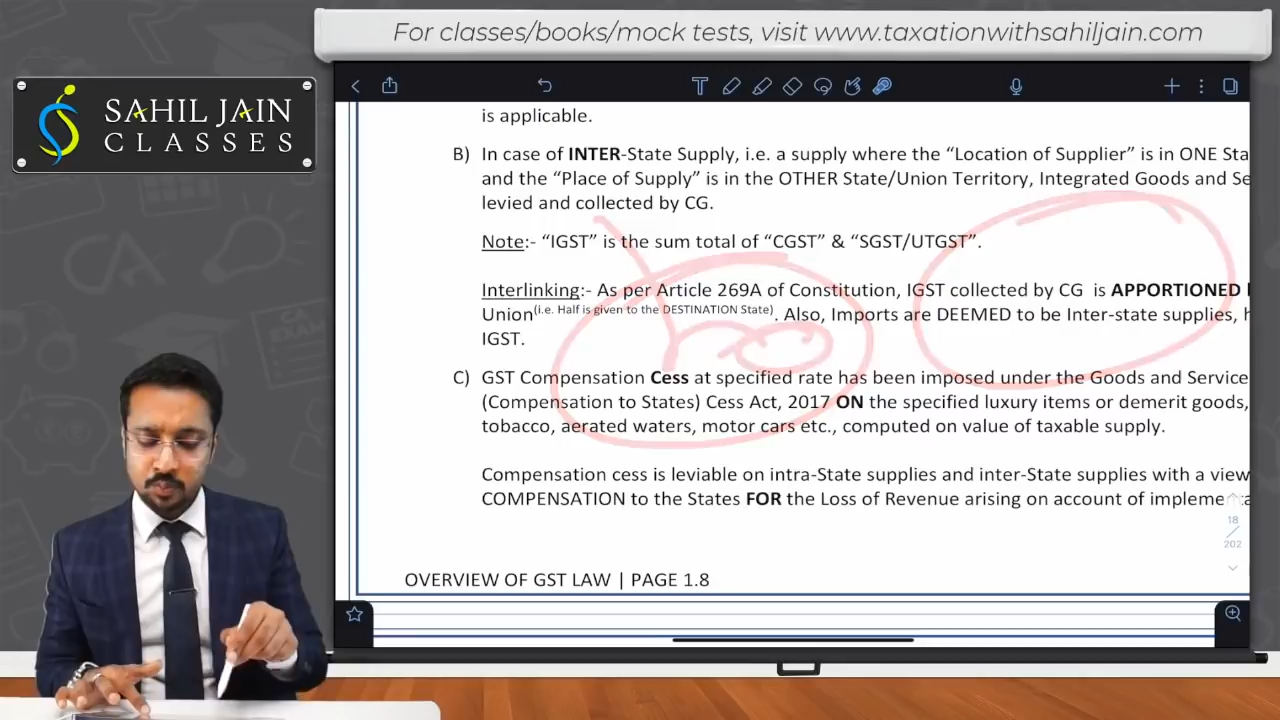 For classes/books/mock tests, visit www.taxationwithsahiljain.com
SAHIL JAIN
CLASSES
is applicable.
B) In case of INTER-State Supply, i.e. a supply where the “Location of Supplier” is in ONE Sta
and the “Place of Supply” is in the OTHER State/Union Territory, Integrated Goods and Se
levied and collected by CG.
Note:- “IGST” is the sum total of “CGST” & “SGST/UTGST”.
Interlinking:- As per Article 269A of Constitution, IGST collected by CG is APPORTIONED
Union(i.e. Half is given to the DESTINATION State). Also, Imports are DEEMED to be Inter-state supplies, h
IGST.
C) GST Compensation Cess at specified rate has been imposed under the Goods and Service
(Compensation to States) Cess Act, 2017 ON the specified luxury items or demerit goods,
tobacco, aerated waters, motor cars etc., computed on value of taxable supply.
Compensation cess is leviable on intra-State supplies and inter-State supplies with a view
COMPENSATION to the States FOR the Loss of Revenue arising on account of impleme
18
202
OVERVIEW OF GST LAW | PAGE 1.8